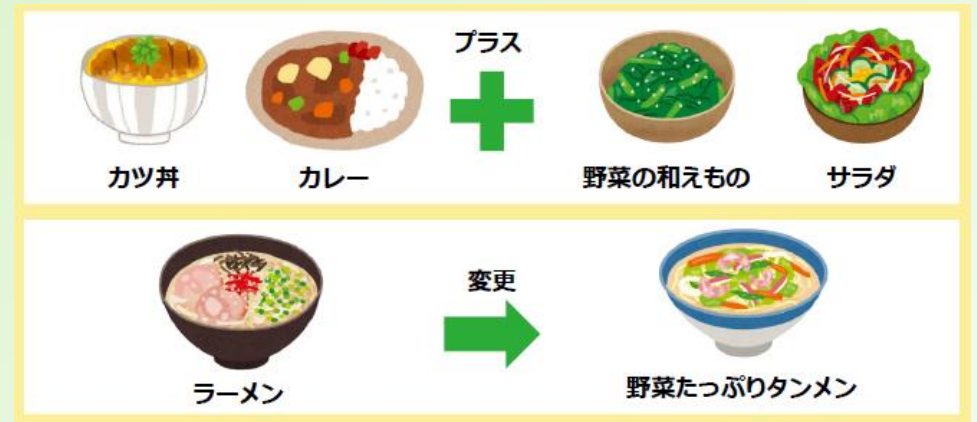 プラス
カツ丼
カレー
野菜の和えもの
サラダ
変更
ラーメン
野菜たっぷりタンメン